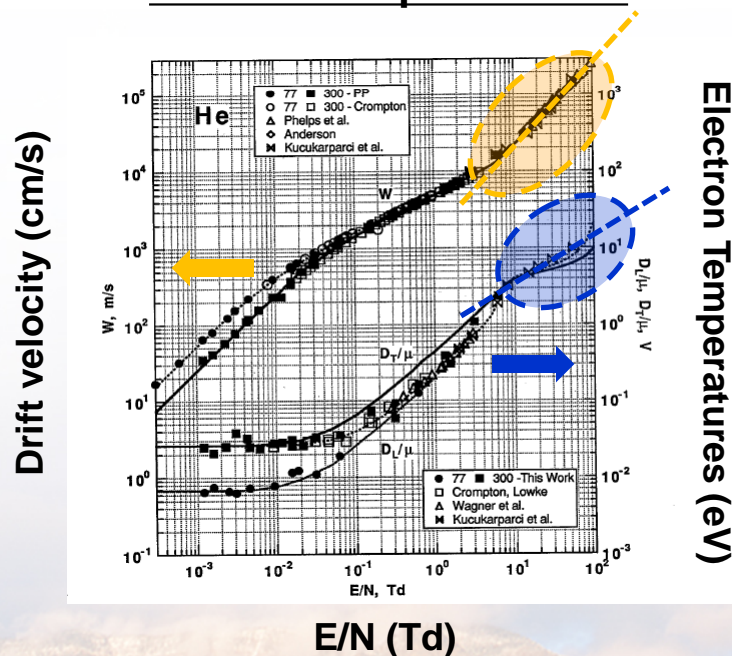 10^5
10^4
10^3
10^2
10^1
10^0
10^-1
He
● 77 ■ 300 - PP
○ 77 □ 300 - Crompton
△ Phelps et al.
◇ Anderson
⋈ Kucukarparci et al.
W
10^3
10^2
10^1
10^0
10^-1
10^-2
10^-3
Drift velocity (cm/s)
W, m/s
D_L/μ, D_T/μ, V
Electron Temperatures (eV)
D_T/μ
D_L/μ
● 77 ■ 300 -This Work
□ Crompton, Lowke
△ Wagner et al.
⋈ Kucukarparci et al.
10^-3 10^-2 10^-1 10^0 10^1 10^2
E/N, Td
E/N (Td)